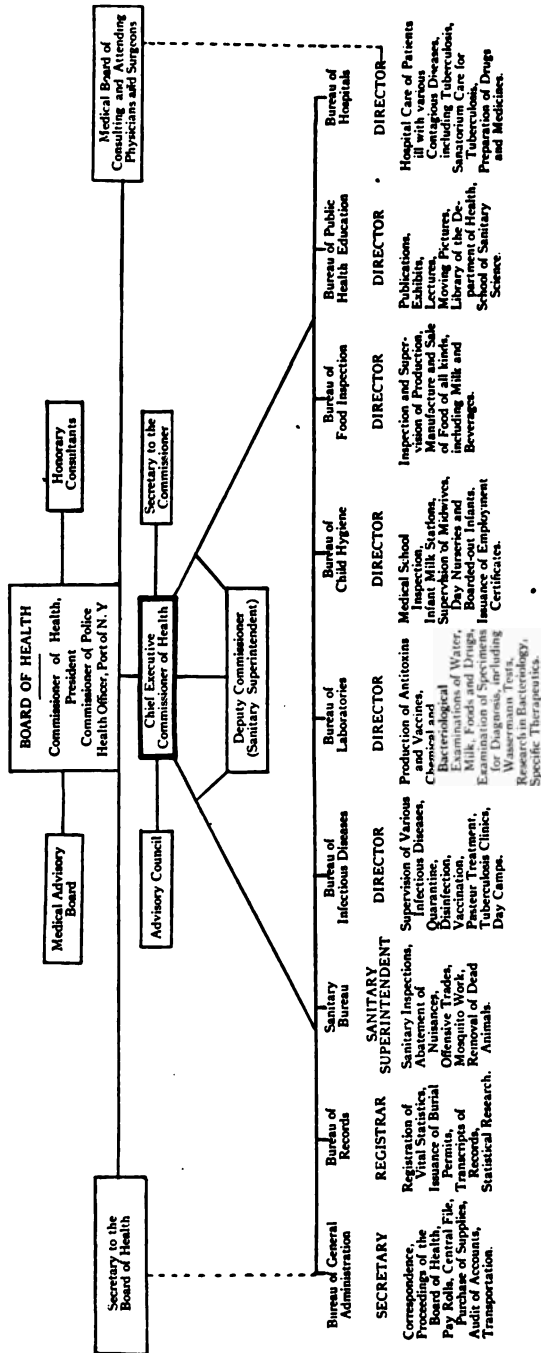 BOARD OF HEALTH
Commissioner of Health,
President
Commissioner of Police
Health Officer, Port of N. Y
Medical Advisory
Board
Honorary
Consultants
Secretary to the
Board of Health
Medical Board of
Consulting and Attending
Physicians and Surgeons
Advisory Council
Chief Executive
Commissioner of Health
Secretary to the
Commissioner
Deputy Commissioner
(Sanitary Superintendent)
Bureau of General
Administration
SECRETARY
Correspondence,
Proceedings of the
Board of Health,
Pay Rolls, Central File,
Purchase of Supplies,
Audit of Accounts,
Transportation.
Bureau of
Records
REGISTRAR
Registration of
Vital Statistics,
Issuance of Burial
Permits,
Transcripts of
Records,
Statistical Research.
Sanitary
Bureau
SANITARY
SUPERINTENDENT
Sanitary Inspections,
Abatement of
Nuisances,
Offensive Trades,
Mosquito Work,
Removal of Dead
Animals.
Bureau of
Infectious Diseases
DIRECTOR
Supervision of Various
Infectious Diseases,
Quarantine,
Disinfection,
Vaccination,
Pasteur Treatment,
Tuberculosis Clinics,
Day Camps.
Bureau of
Laboratories
DIRECTOR
Production of Antitoxins
and Vaccines,
Chemical and
Bacteriological
Examinations of Water,
Milk, Foods and Drugs,
Examination of Specimens
for Diagnosis, including
Wassermann Tests,
Research in Bacteriology,
Specific Therapeutics.
Bureau of
Child Hygiene
DIRECTOR
Medical School
Inspection,
Infant Milk Stations,
Supervision of Midwives,
Day Nurseries and
Boarded-out Infants.
Issuance of Employment
Certificates.
Bureau of
Food Inspection
DIRECTOR
Inspection and Super-
vision of Production,
Manufacture and Sale
of Food of all kinds,
including Milk and
Beverages.
Bureau of Public
Health Education
DIRECTOR
Publications,
Exhibits,
Lectures,
Moving Pictures,
Library of the De-
partment of Health,
School of Sanitary
Science.
Bureau of
Hospitals
DIRECTOR
Hospital Care of Patients
ill with various
Contagious Diseases,
including Tuberculosis,
Sanatorium Care for
Tuberculosis,
Preparation of Drugs
and Medicines.